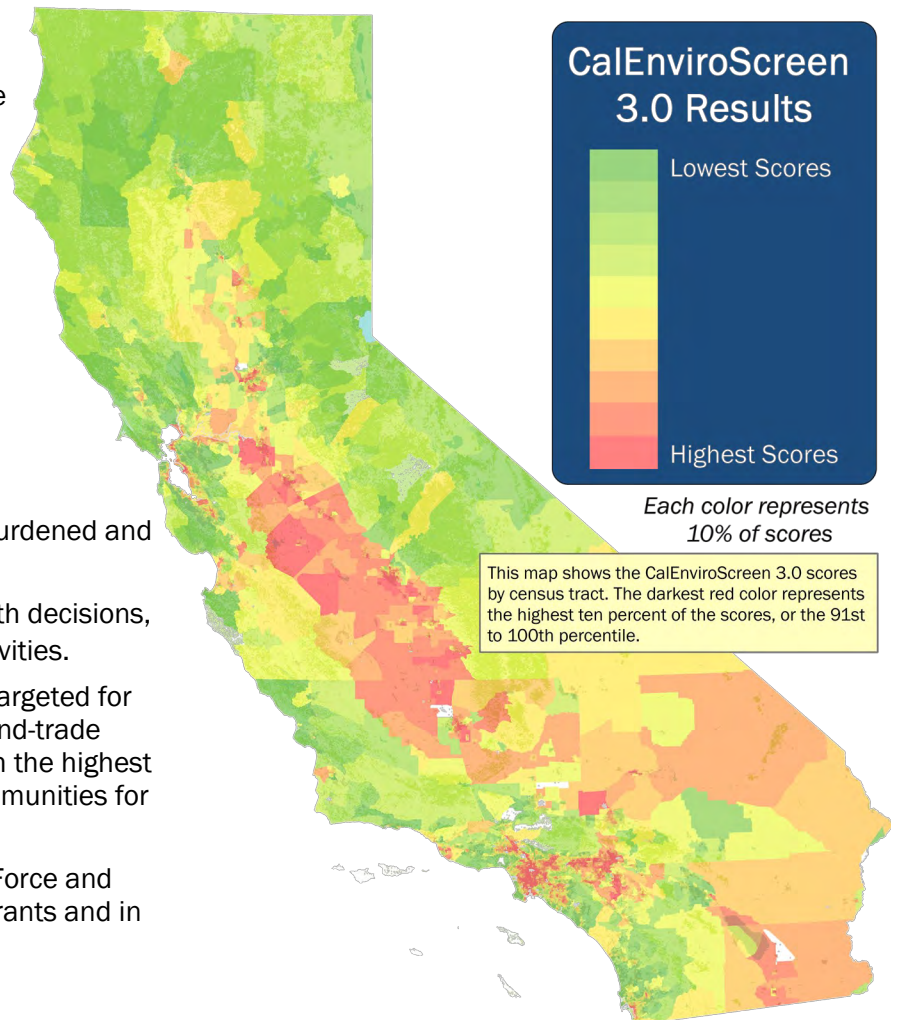 e
urdened and
th decisions,
vities.
argeted for
nd-trade
n the highest
mmunities for
Force and
rants and in
CalEnviroScreen
3.0 Results
Lowest Scores
Highest Scores
Each color represents
10% of scores
This map shows the CalEnviroScreen 3.0 scores
by census tract. The darkest red color represents
the highest ten percent of the scores, or the 91st
to 100th percentile.